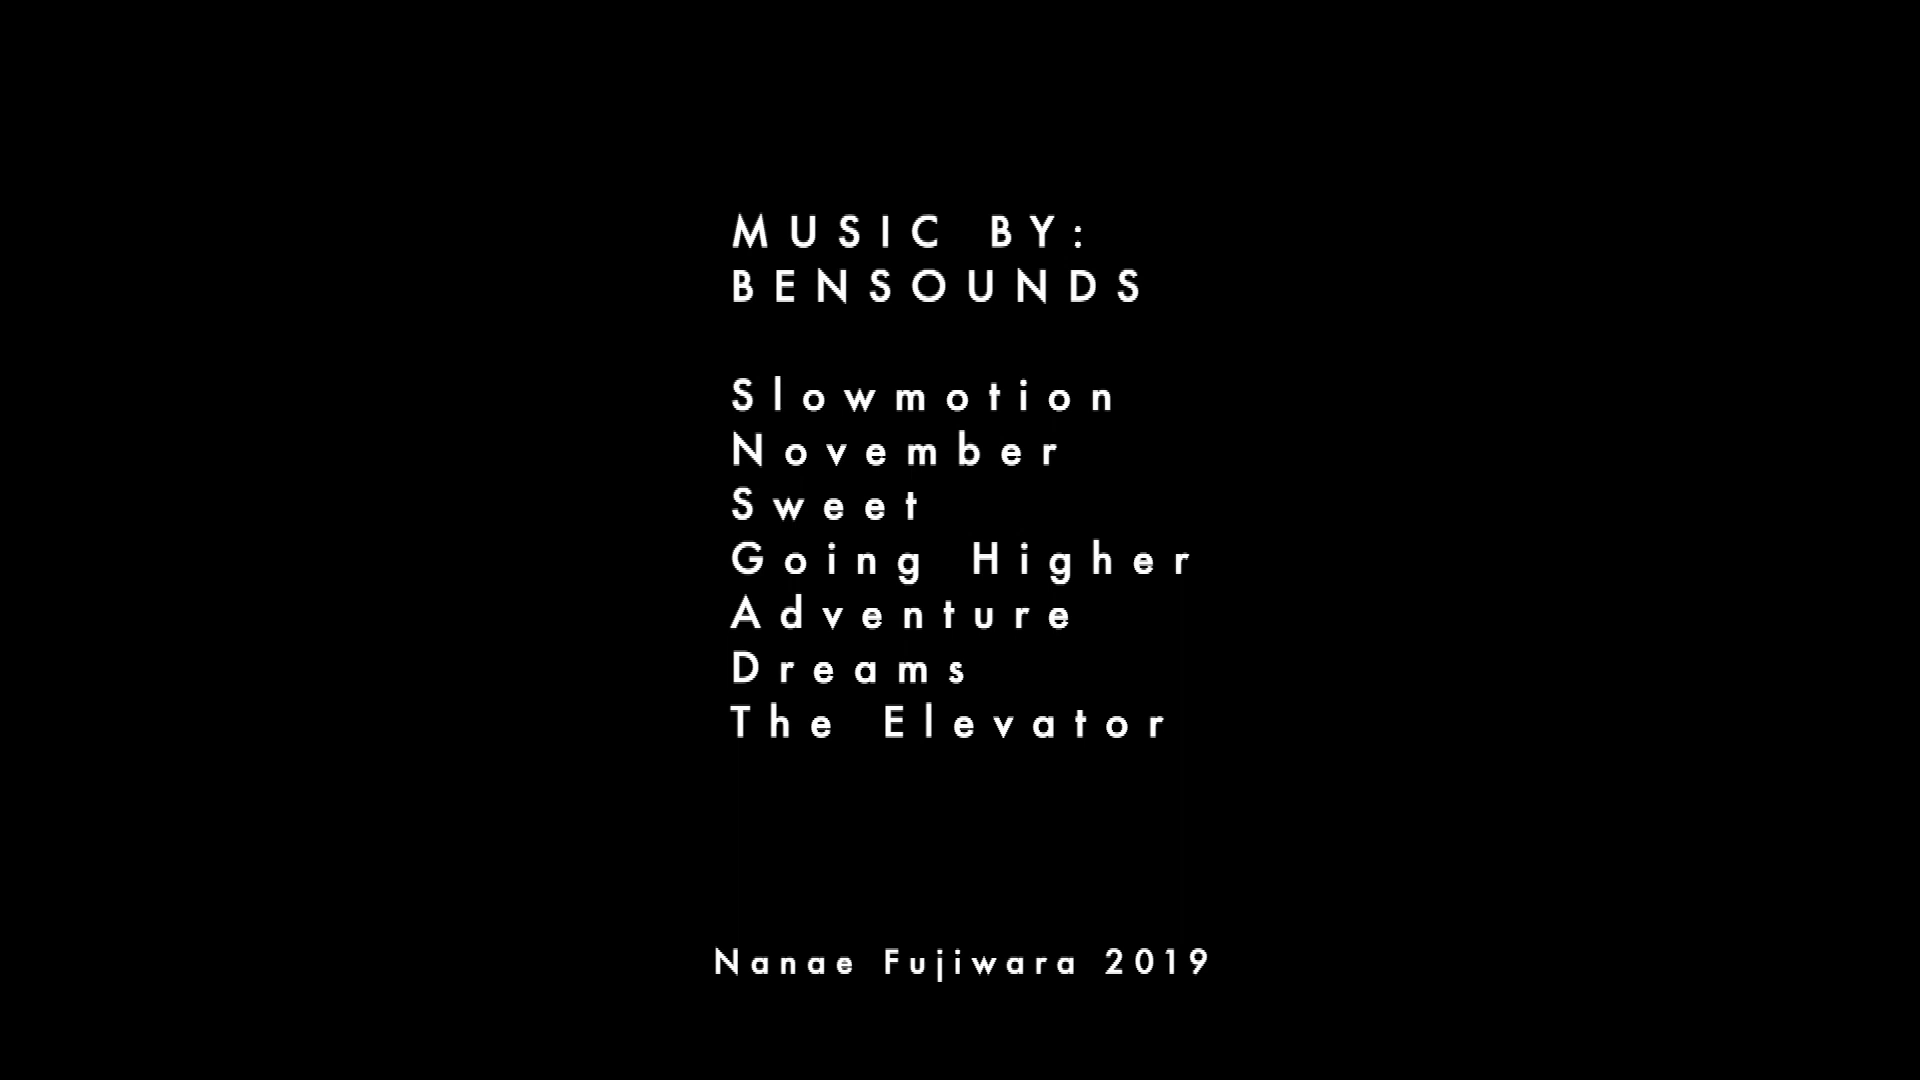 MUSIC BY:
BENSOUNDS
Slowmotion
November
Sweet
Going Higher
Adventure
Dreams
The Elevator
Nanae Fujiwara 2019